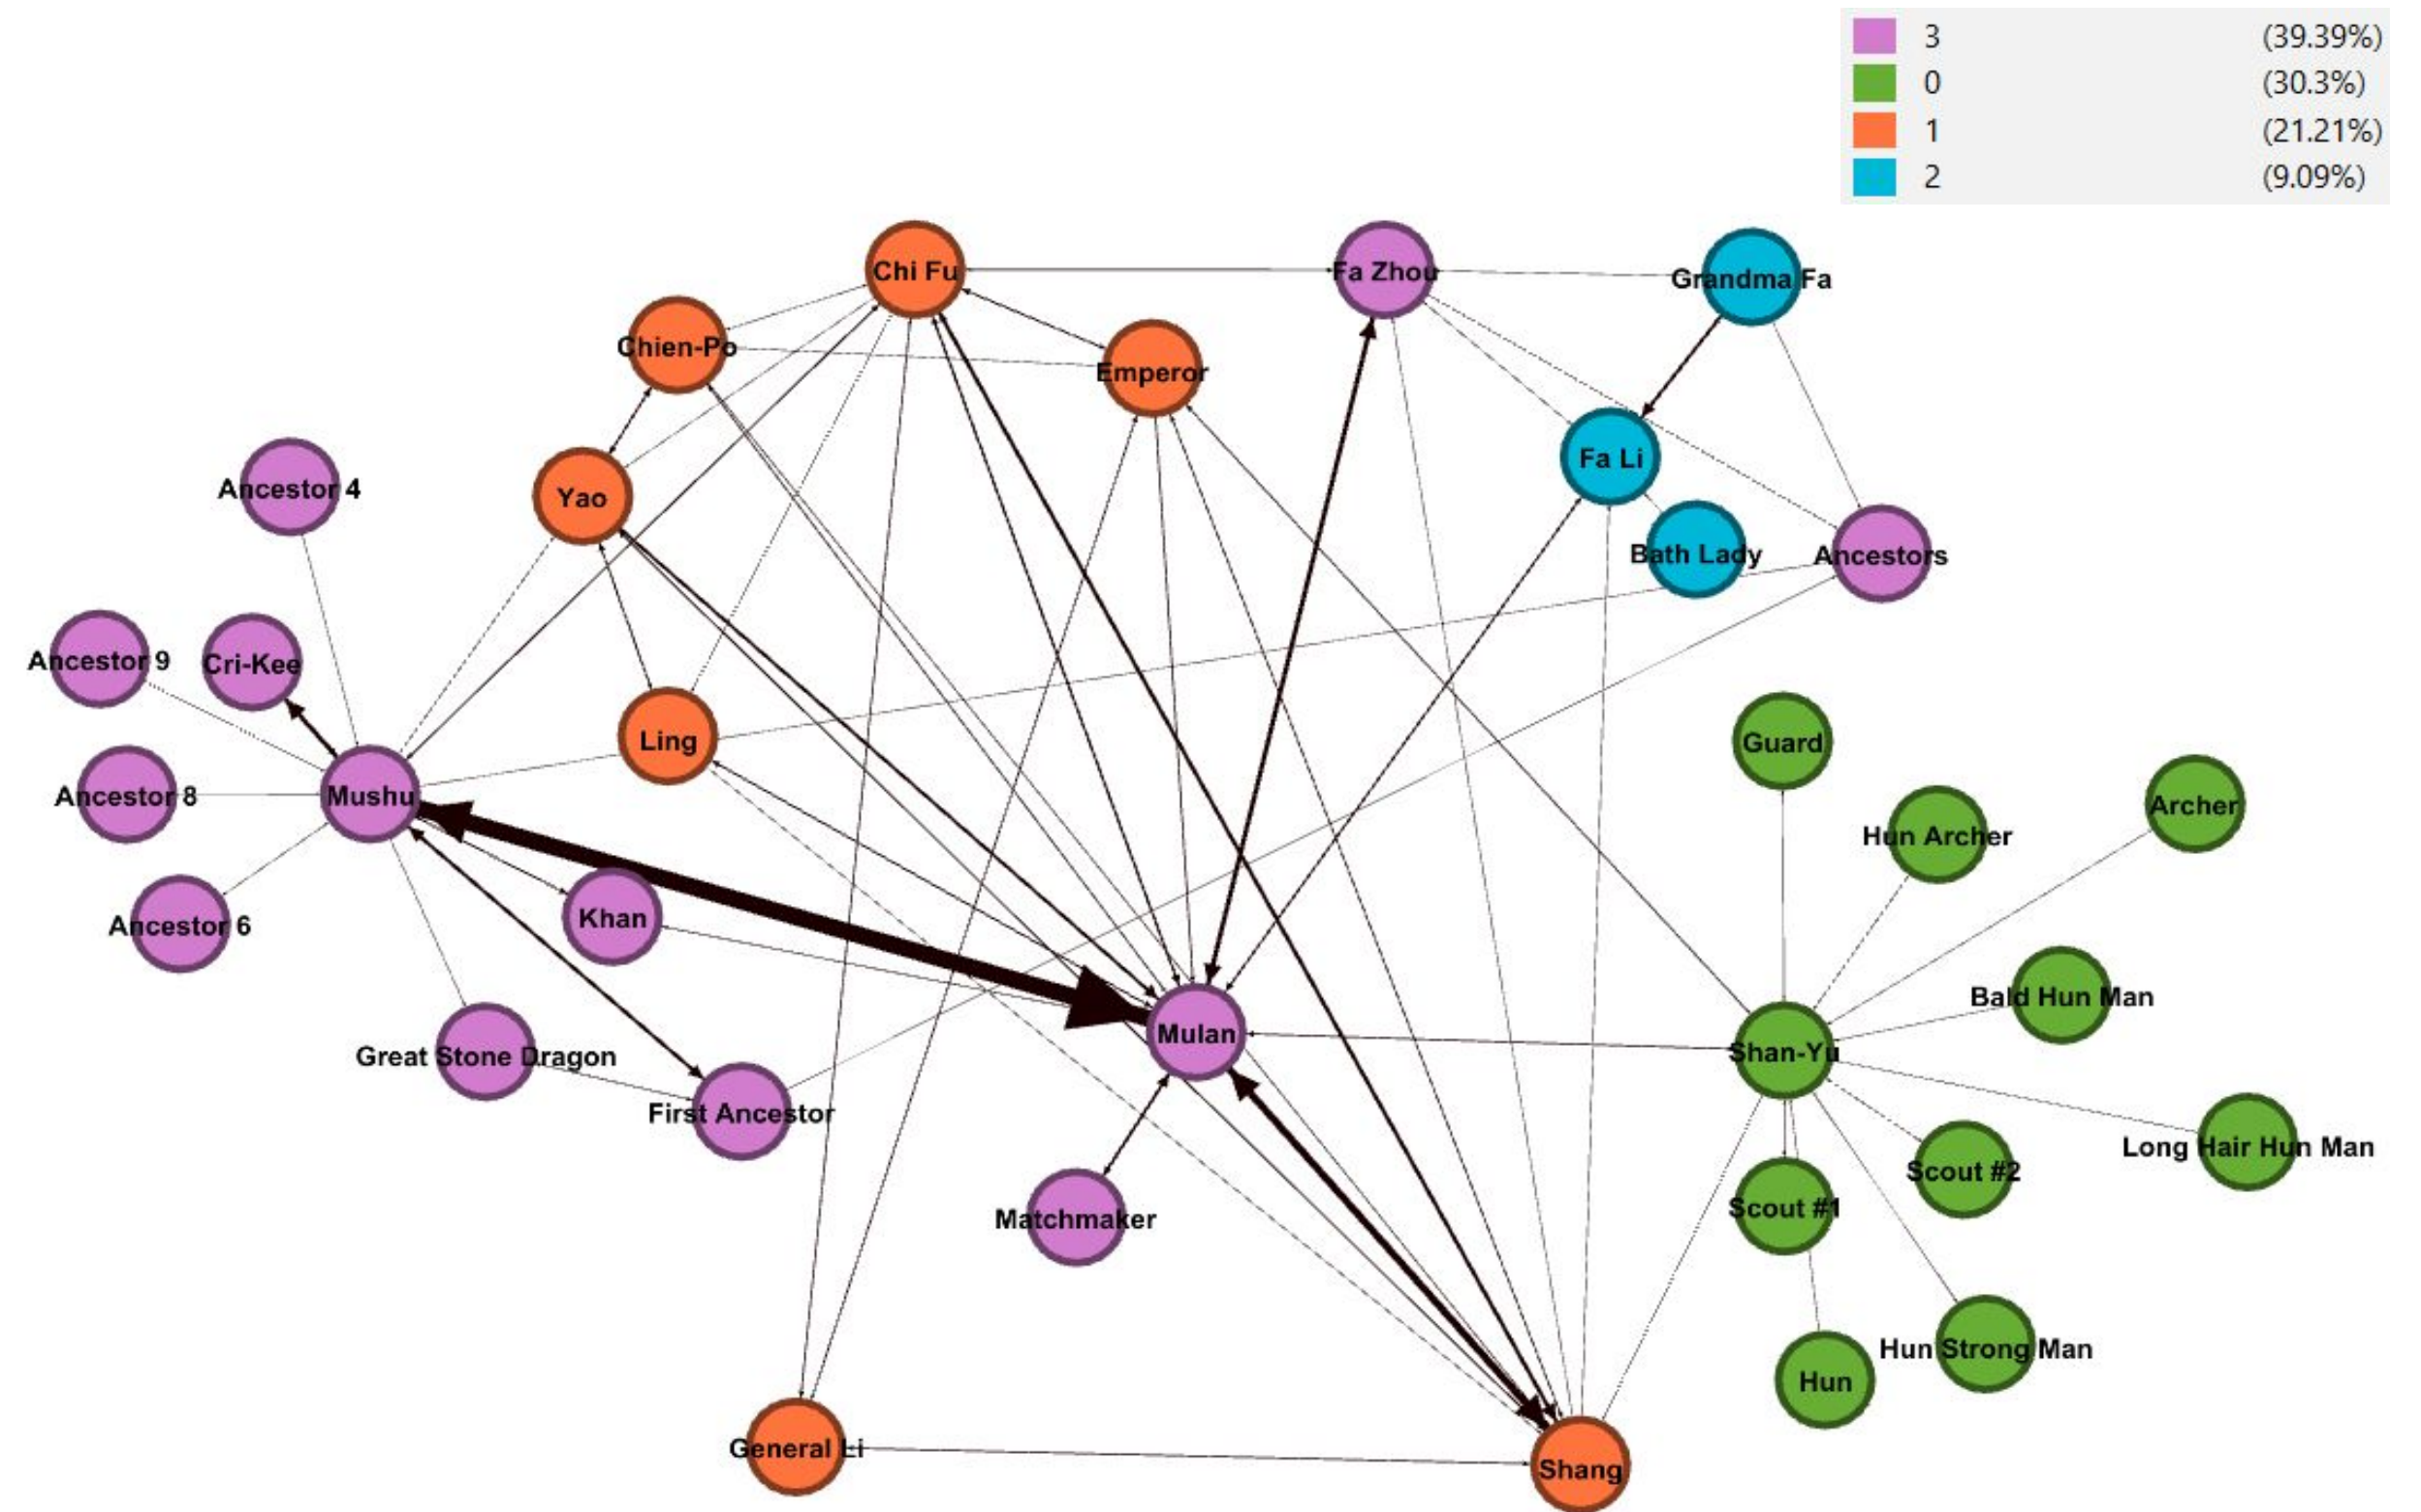 3 (39.39%)
0 (30.3%)
1 (21.21%)
2 (9.09%)
Chi Fu
Fa Zhou
Grandma Fa
Chien-Po
Emperor
Fa Li
Ancestor 4
Yao
Bath Lady
Ancestors
Ancestor 9
Cri-Kee
Ling
Guard
Mushu
Ancestor 8
Archer
Hun Archer
Khan
Ancestor 6
Bald Hun Man
Mulan
Shan-Yu
Great Stone Dragon
First Ancestor
Long Hair Hun Man
Scout #2
Scout #1
Matchmaker
Hun Strong Man
Hun
General Li
Shang